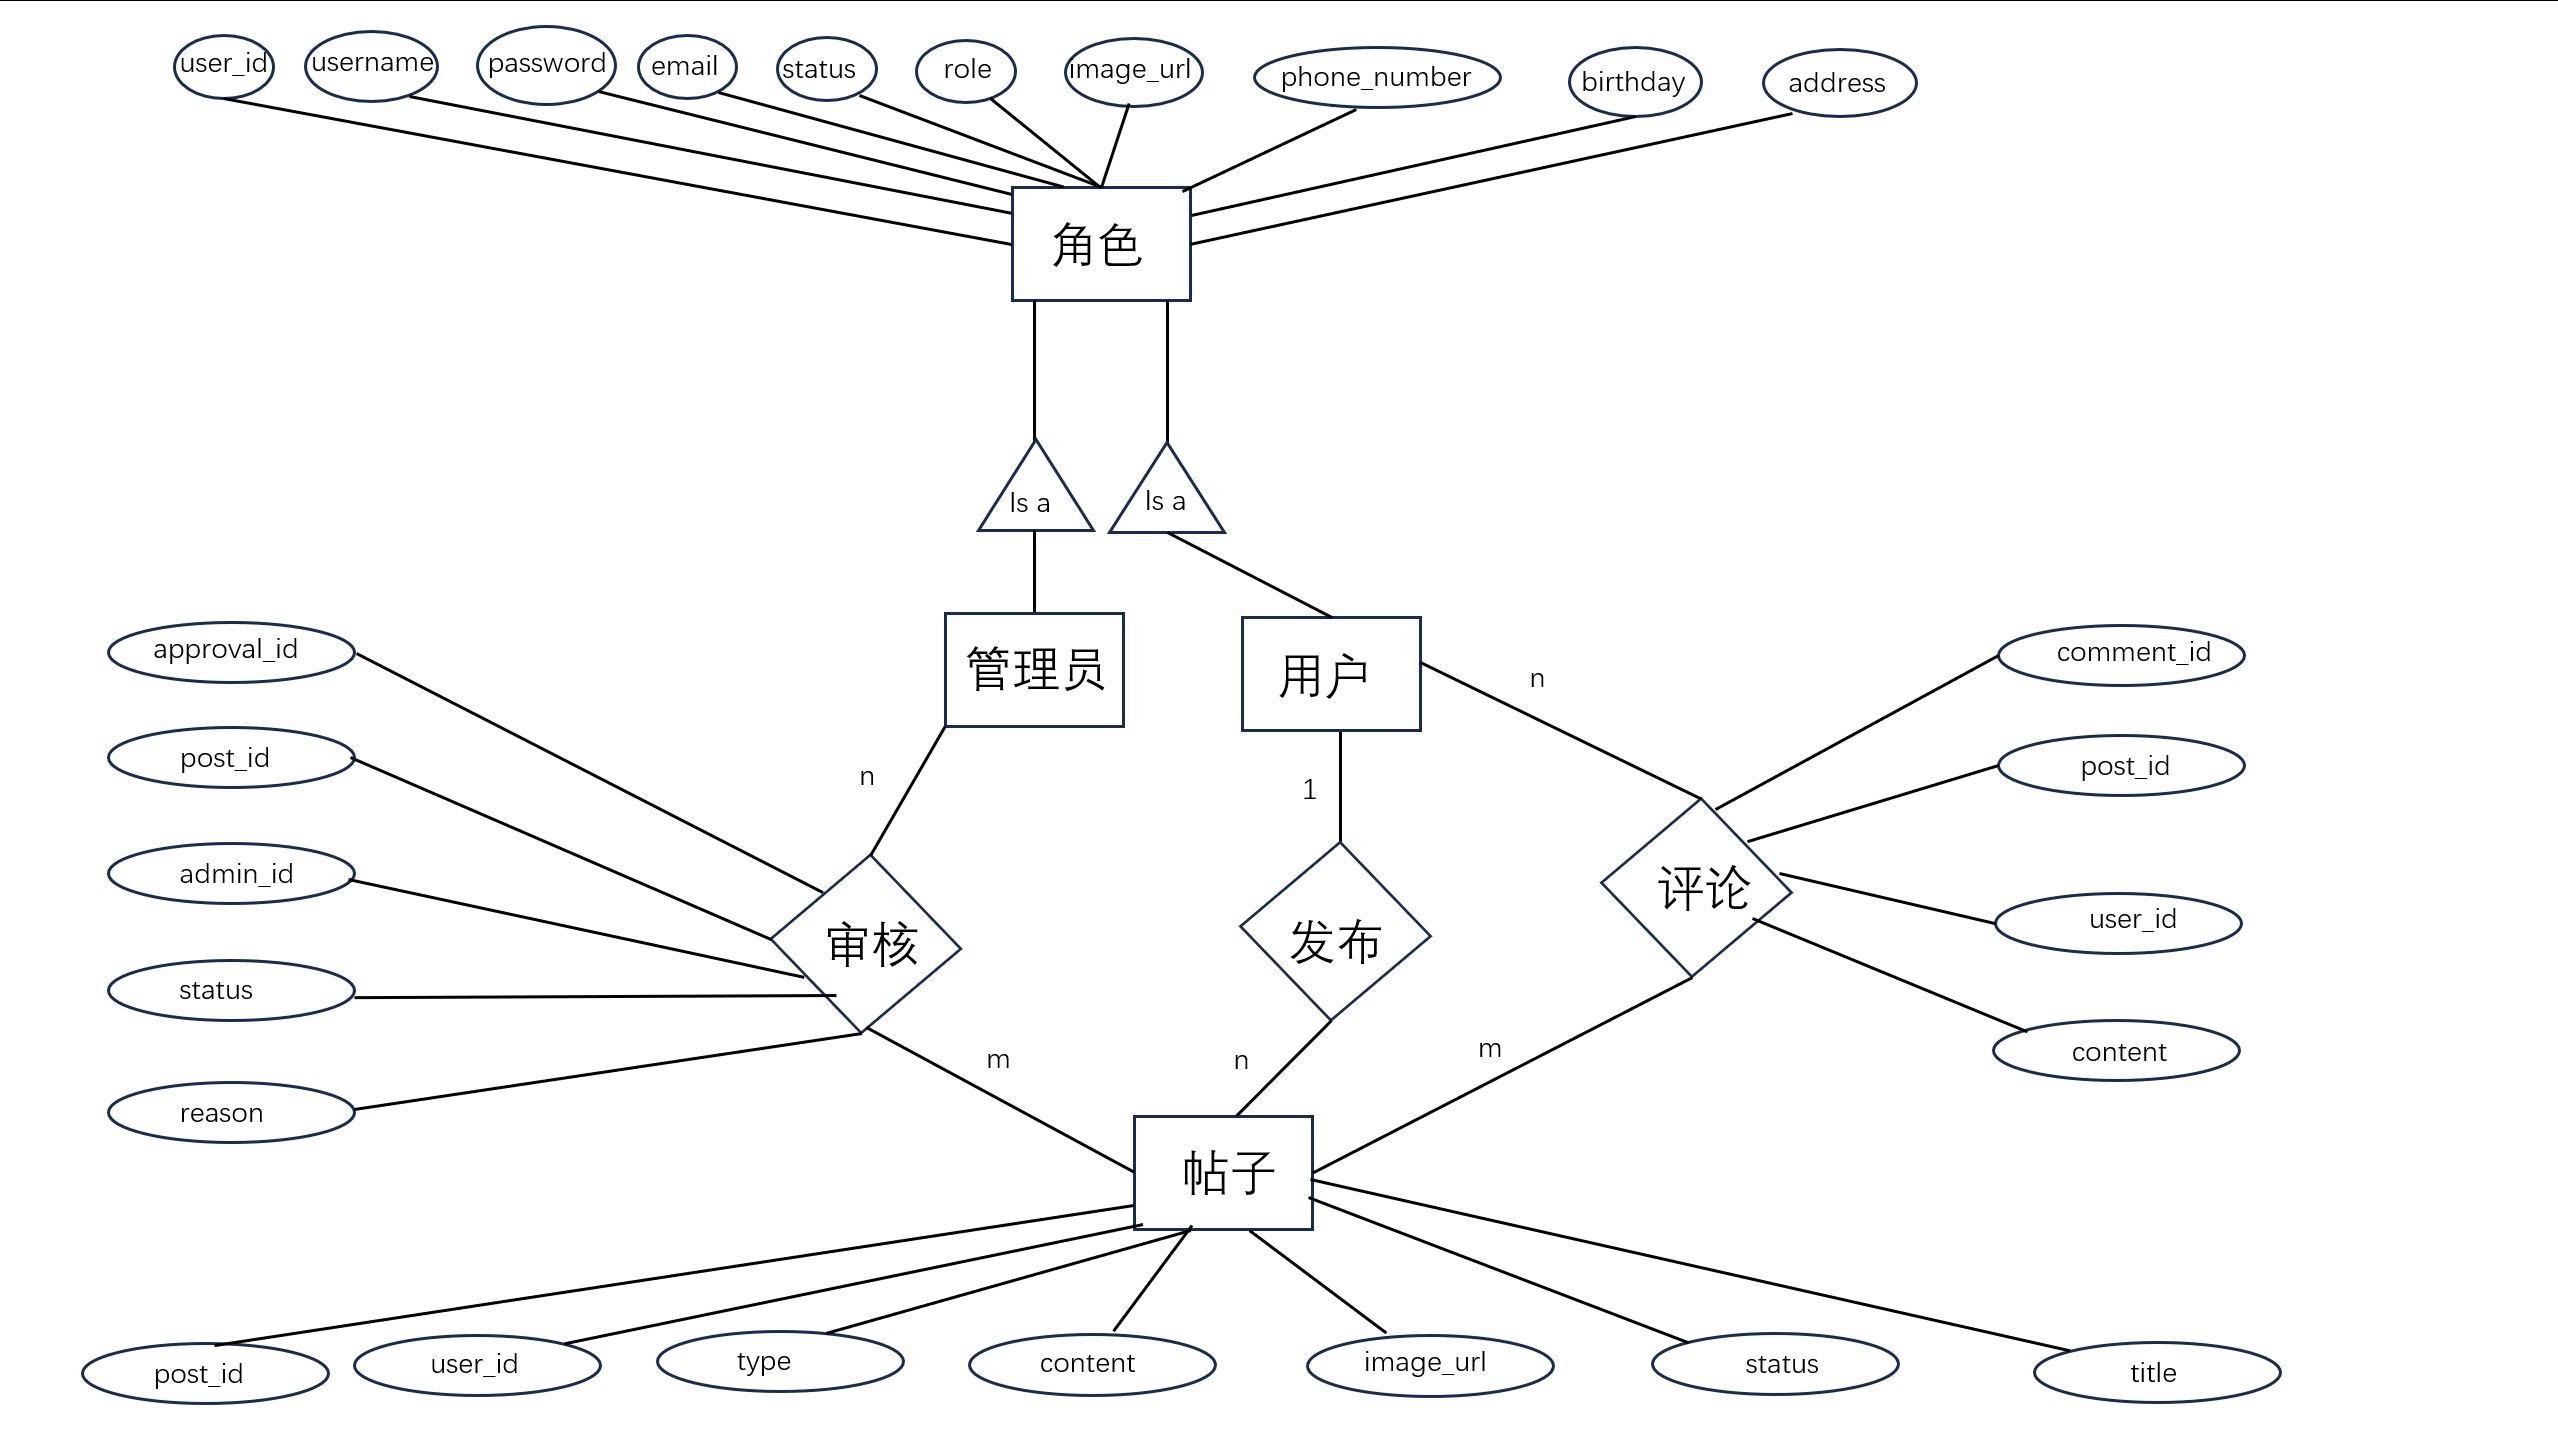 user_id
username
password
email
status
role
image_url
phone_number
birthday
address
角色
Is a
Is a
管理员
用户
approval_id
post_id
admin_id
status
reason
n
1
n
comment_id
post_id
user_id
content
审核
发布
评论
m
n
m
帖子
post_id
user_id
type
content
image_url
status
title